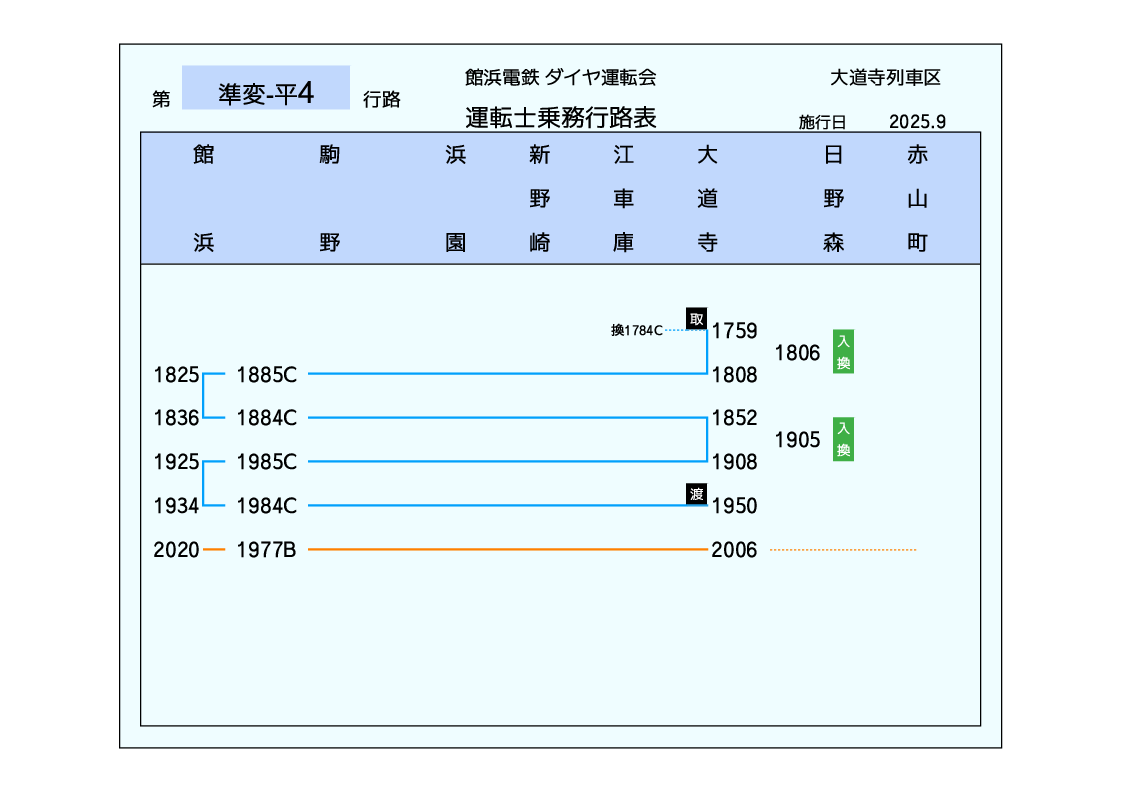 第 準変-平4 行路
館浜電鉄 ダイヤ運転会
運転士乗務行路表
大道寺列車区
施行日 2025.9
館浜 駒野 浜園 新野崎 江車庫 大道寺 日野森 赤山町
換1784C 取 1759
1806 入換
1825 1885C 1808
1836 1884C 1852
1905 入換
1925 1985C 1908
1934 1984C 渡 1950
2020 1977B 2006